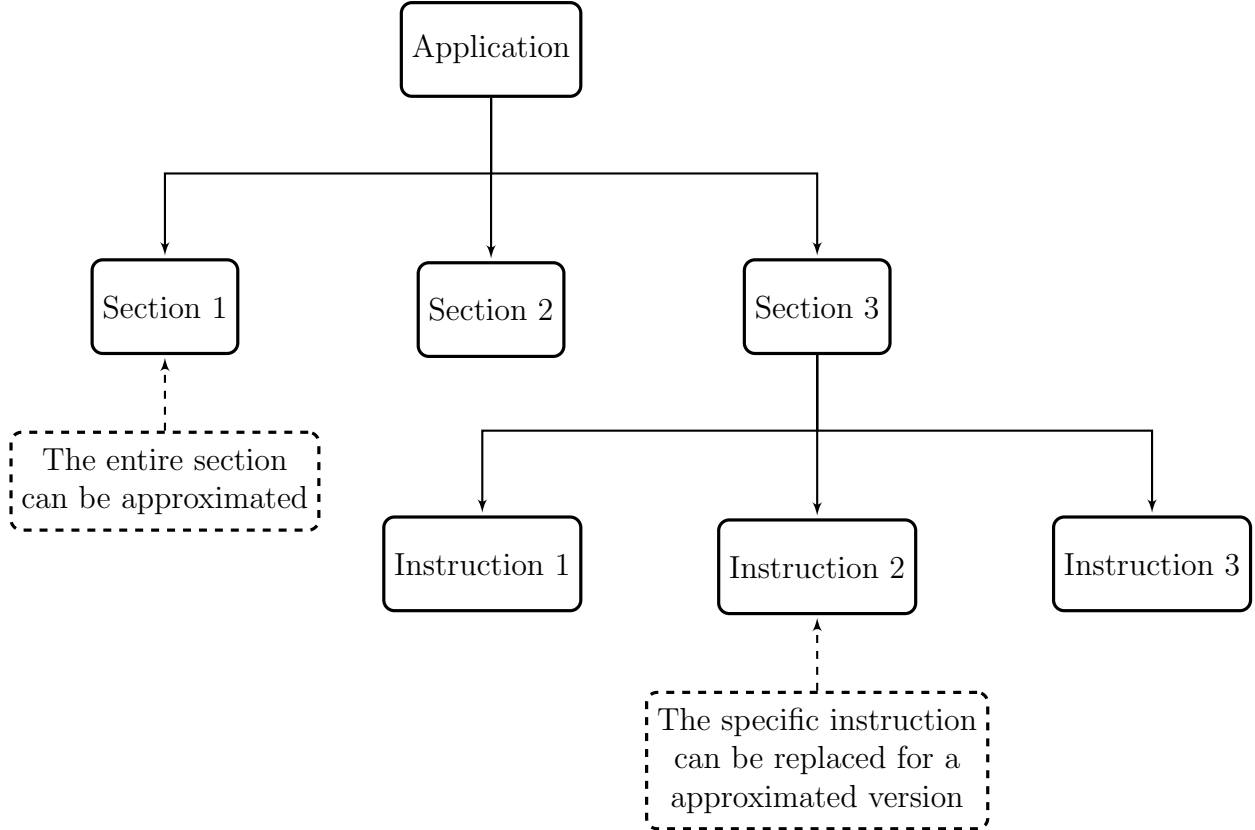 Application
Section 1
Section 2
Section 3
The entire section
can be approximated
Instruction 1
Instruction 2
Instruction 3
The specific instruction
can be replaced for a
approximated version